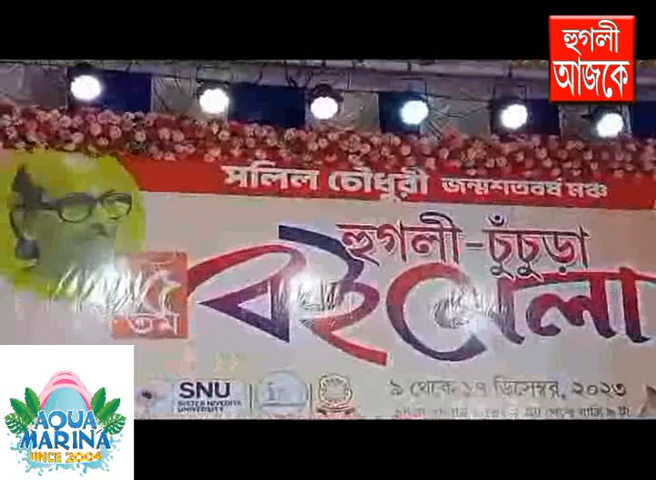 হুগলী
আজকে
সলিল চৌধুরী জন্মশতবর্ষ মঞ্চ
হুগলী-চুঁচুড়া
বইমেলা
তম
SNU
SISTER NIVEDITA
UNIVERSITY
৯ থেকে ১৭ ডিসেম্বর, ২০২৩
AQUA
MARINA
SINCE 2004